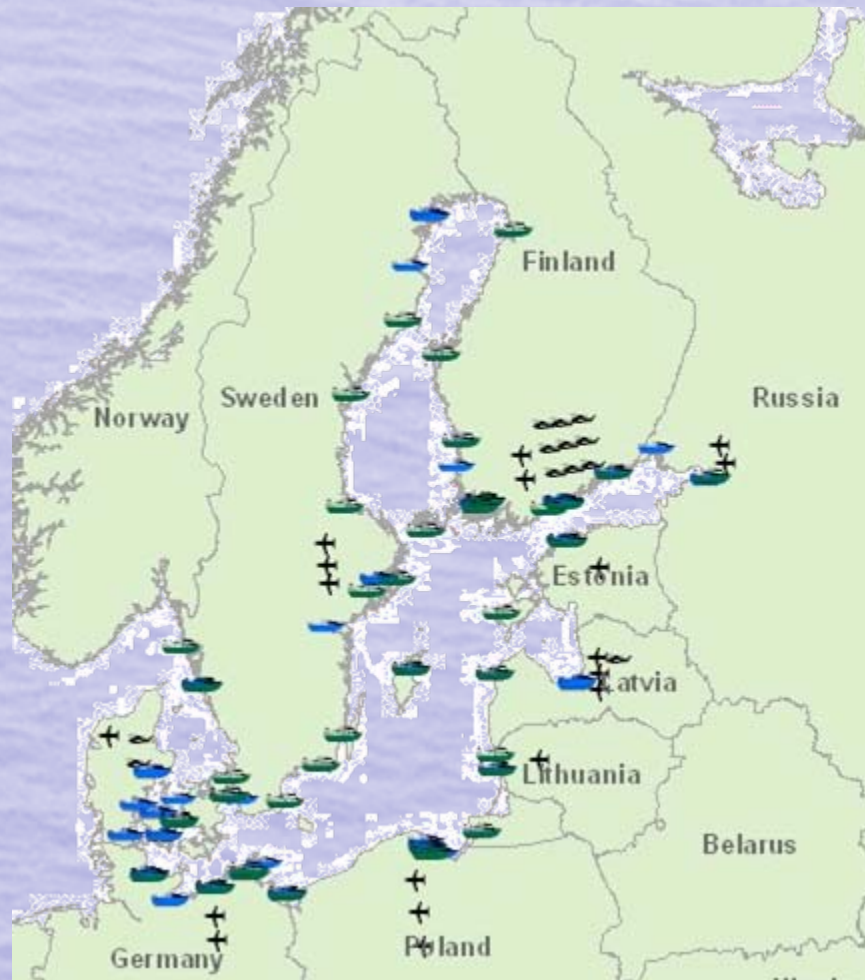 Finland
Sweden
Russia
Norway
Estonia
Latvia
Lithuania
Belarus
Poland
Germany